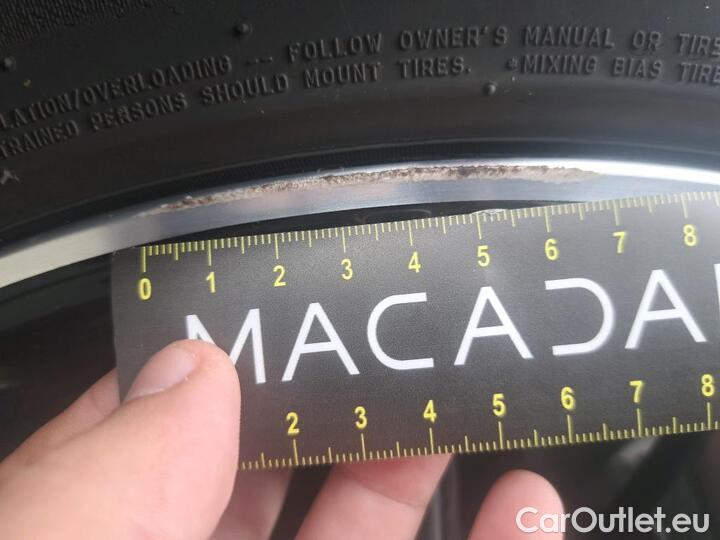 LATION/OVERLOADING -- FOLLOW OWNER'S MANUAL OR TIRE
TRAINED PERSONS SHOULD MOUNT TIRES. *MIXING BIAS TIRE
0 1 2 3 4 5 6 7 8
MACADA
2 3 4 5 6 7 8
CarOutlet.eu